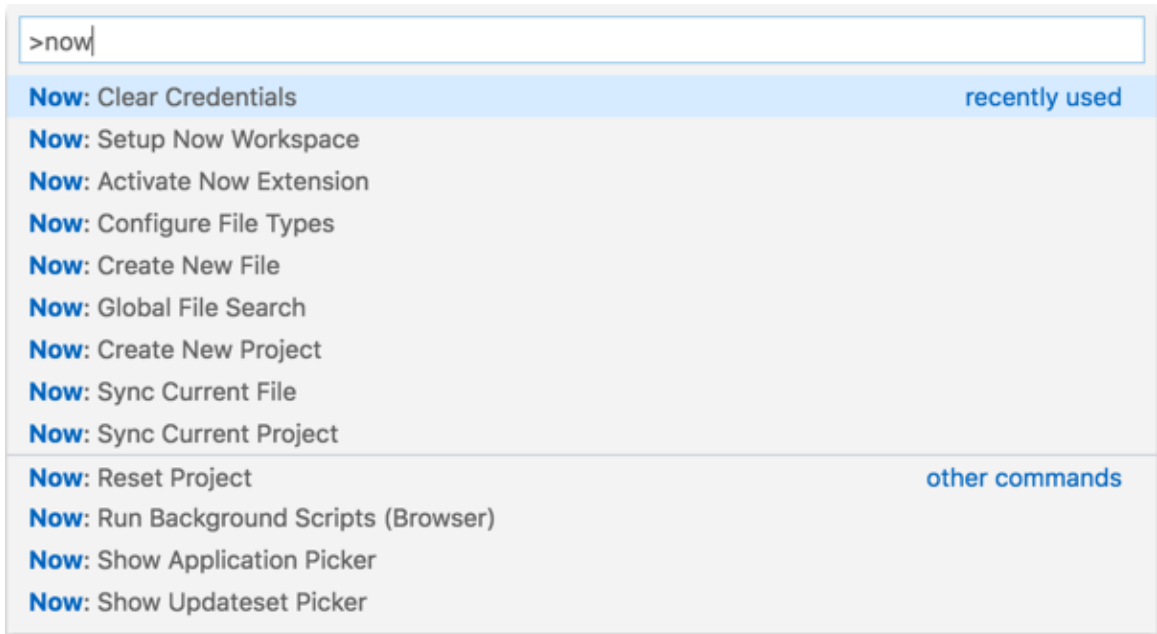 >now
Now: Clear Credentials recently used
Now: Setup Now Workspace
Now: Activate Now Extension
Now: Configure File Types
Now: Create New File
Now: Global File Search
Now: Create New Project
Now: Sync Current File
Now: Sync Current Project
Now: Reset Project other commands
Now: Run Background Scripts (Browser)
Now: Show Application Picker
Now: Show Updateset Picker